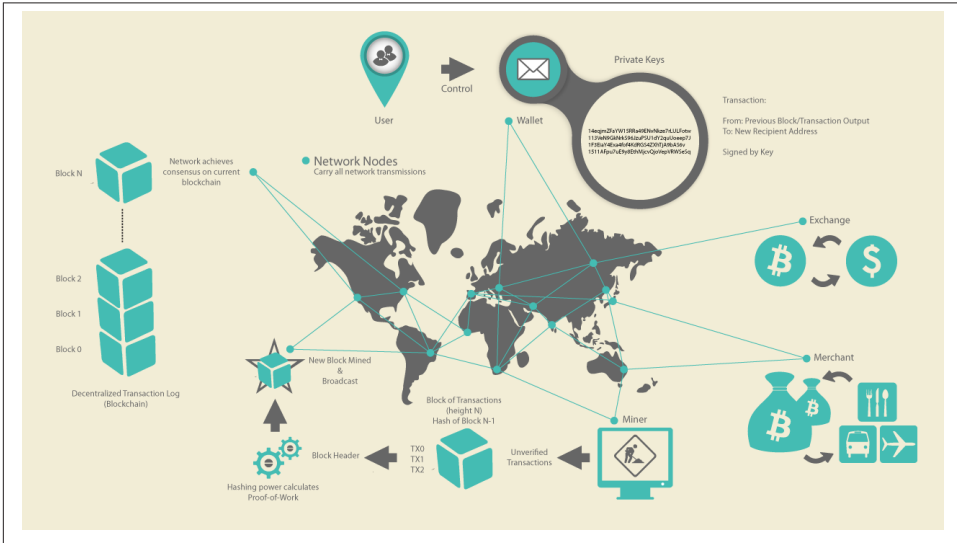 User
Control
Private Keys
Wallet
Transaction:
From: Previous Block/Transaction Output
To: New Recipient Address
Signed by Key
Block N
Network achieves
consensus on current
blockchain
Network Nodes
Carry all network transmissions
Exchange
Block 2
Block 1
Block 0
Decentralized Transaction Log
(Blockchain)
New Block Mined
&
Broadcast
Merchant
Block of Transactions
(height N)
Hash of Block N-1
Miner
Block Header
TX0
TX1
TX2
Unverified
Transactions
Hashing power calculates
Proof-of-Work